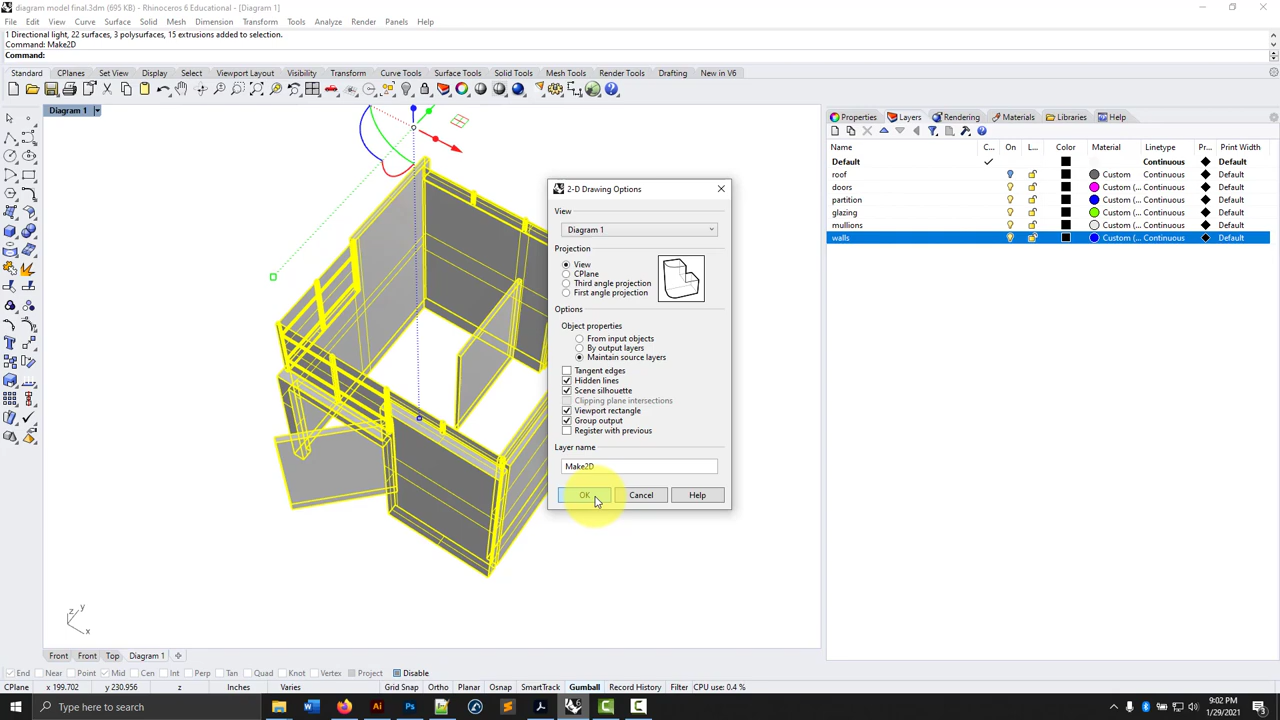 diagram model final.3dm (695 KB) - Rhinoceros 6 Educational - [Diagram 1]
File Edit View Curve Surface Solid Mesh Dimension Transform Tools Analyze Render Panels Help
1 Directional light, 22 surfaces, 3 polysurfaces, 15 extrusions added to selection.
Command: Make2D
Command:
Standard CPlanes Set View Display Select Viewport Layout Visibility Transform Curve Tools Surface Tools Solid Tools Mesh Tools Render Tools Drafting New in V6
Diagram 1
Properties Layers Rendering Materials Libraries Help
Name C... On L... Color Material Linetype Pr... Print Width
Default Continuous Default
roof Custom Continuous Default
doors Custom (... Continuous Default
partition Custom (... Continuous Default
glazing Custom (... Continuous Default
mullions Custom (... Continuous Default
walls Custom (... Continuous Default
2-D Drawing Options
View
Diagram 1
Projection
View
CPlane
Third angle projection
First angle projection
Options
Object properties
From input objects
By output layers
Maintain source layers
Tangent edges
Hidden lines
Scene silhouette
Clipping plane intersections
Viewport rectangle
Group output
Register with previous
Layer name
Make2D
OK Cancel Help
z y
x
Front Front Top Diagram 1
End Near Point Mid Cen Int Perp Tan Quad Knot Vertex Project Disable
CPlane x 199.702 y 230.956 z Inches Varies Grid Snap Ortho Planar Osnap SmartTrack Gumball Record History Filter CPU use: 0.4 %
Type here to search
9:02 PM
1/29/2021